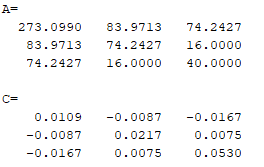 A=
273.0990 83.9713 74.2427
83.9713 74.2427 16.0000
74.2427 16.0000 40.0000
C=
0.0109 -0.0087 -0.0167
-0.0087 0.0217 0.0075
-0.0167 0.0075 0.0530